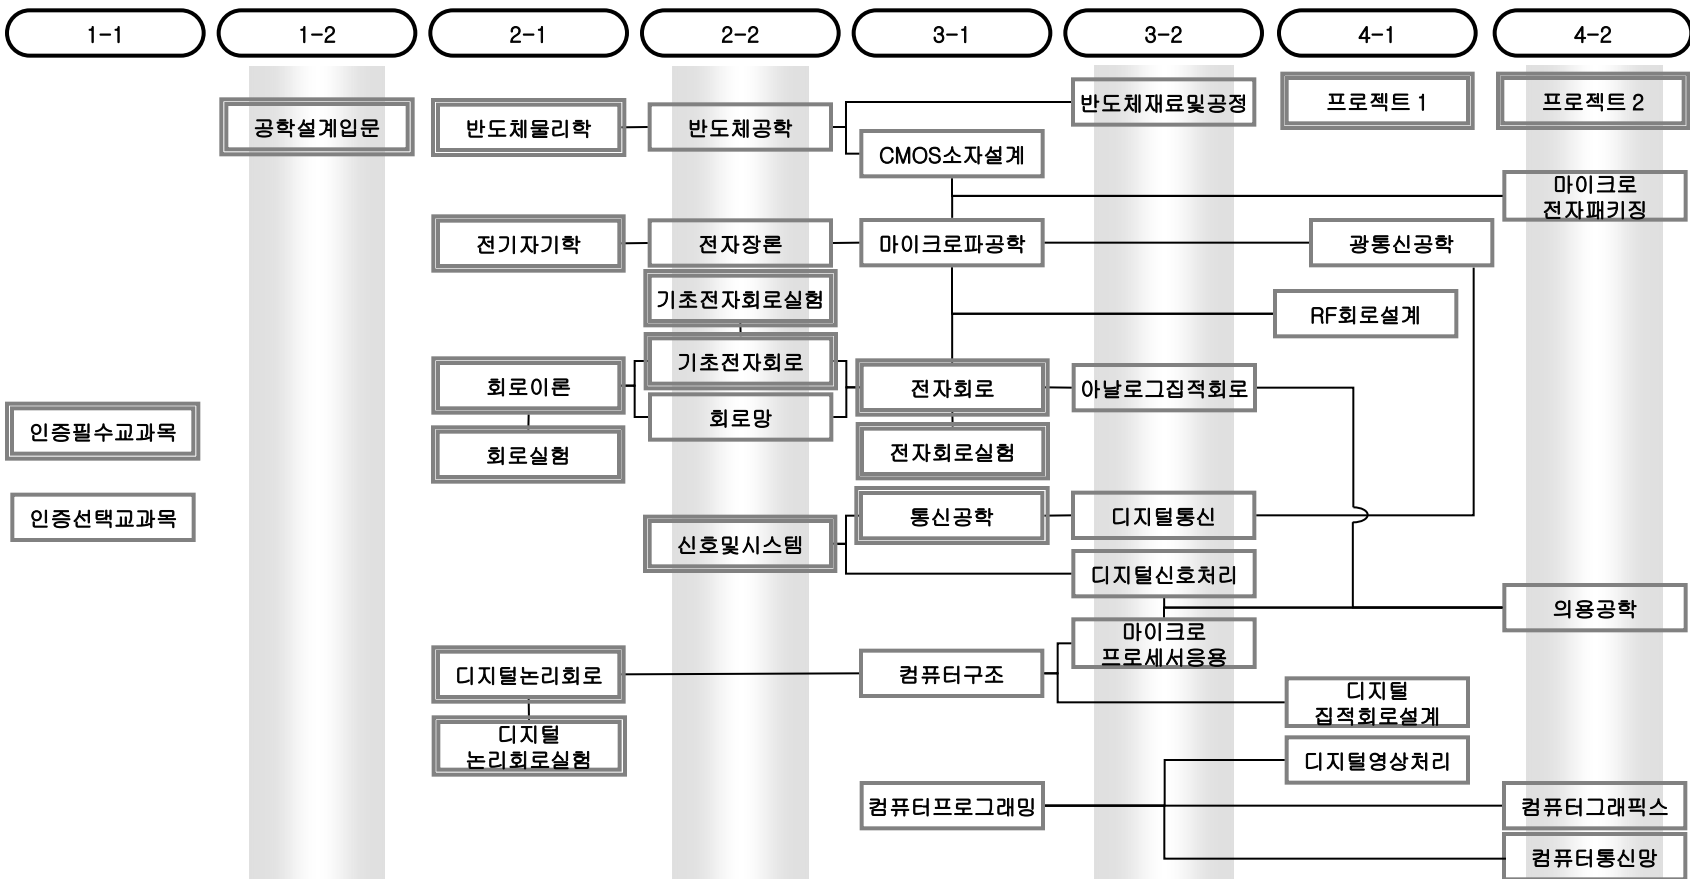 1-1
1-2
2-1
2-2
3-1
3-2
4-1
4-2
공학설계입문
반도체물리학
반도체공학
반도체재료및공정
프로젝트 1
프로젝트 2
CMOS소자설계
마이크로
전자패키징
전기자기학
전자장론
마이크로파공학
광통신공학
기초전자회로실험
RF회로설계
기초전자회로
회로이론
전자회로
아날로그집적회로
회로망
인증필수교과목
회로실험
전자회로실험
인증선택교과목
통신공학
디지털통신
신호및시스템
디지털신호처리
의용공학
마이크로
프로세서응용
디지털논리회로
컴퓨터구조
디지털
집적회로설계
디지털
논리회로실험
디지털영상처리
컴퓨터프로그래밍
컴퓨터그래픽스
컴퓨터통신망